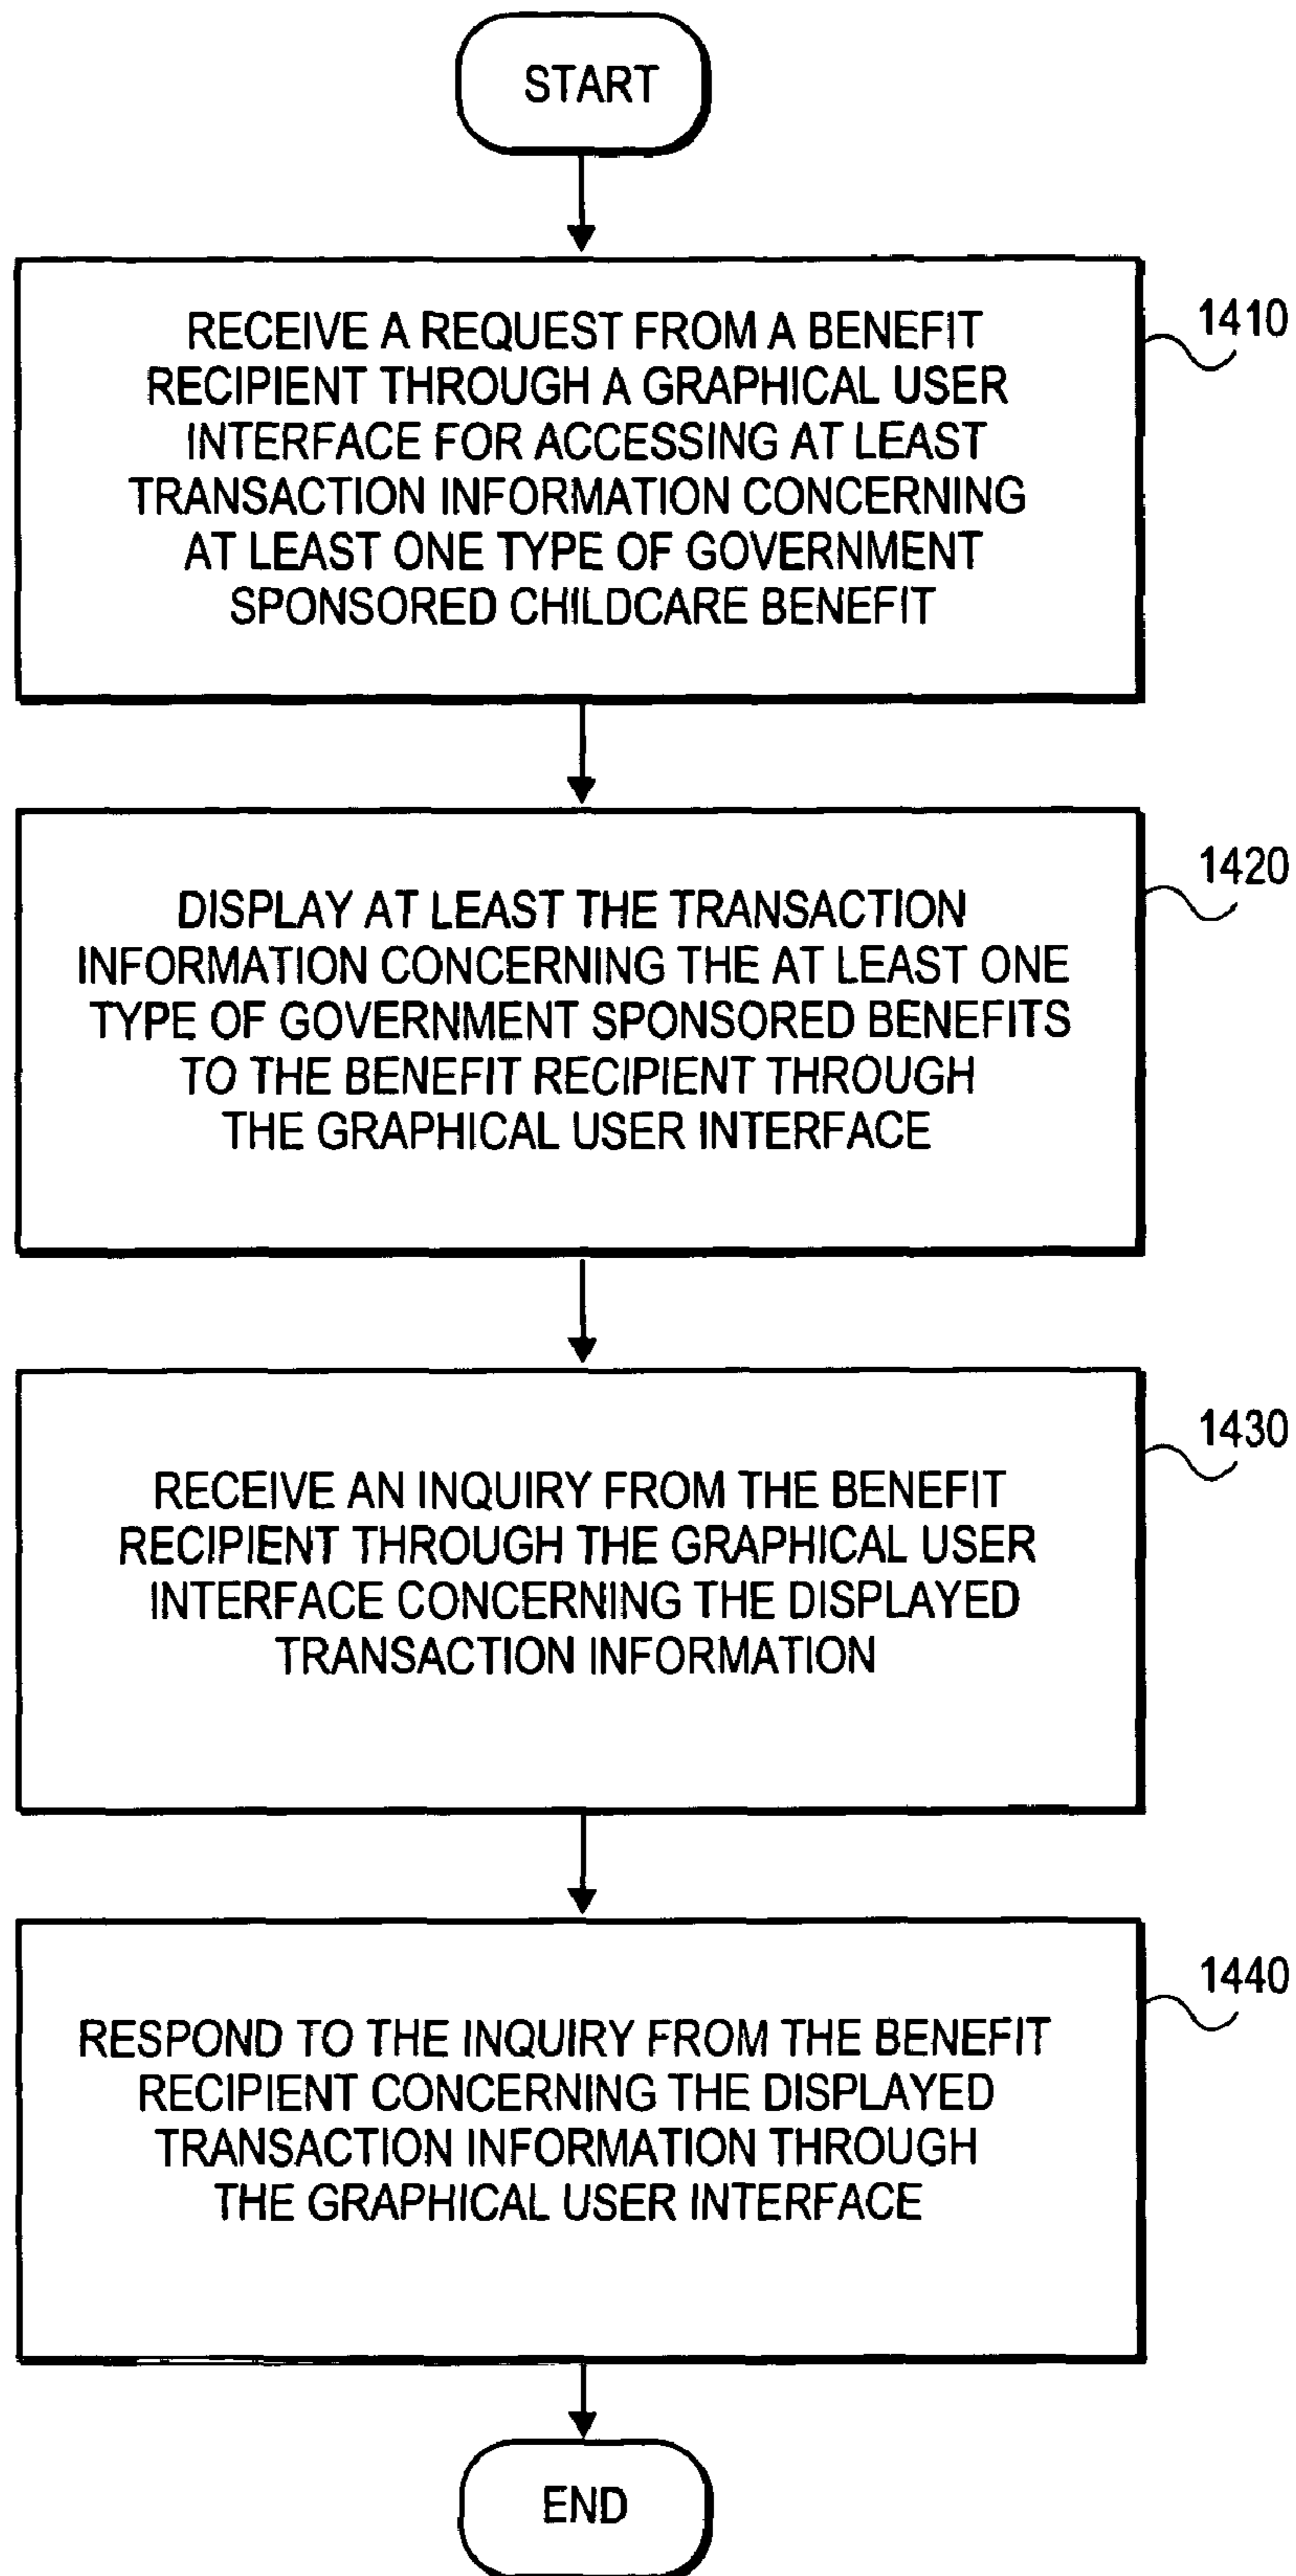 START
RECEIVE A REQUEST FROM A BENEFIT
RECIPIENT THROUGH A GRAPHICAL USER
INTERFACE FOR ACCESSING AT LEAST
TRANSACTION INFORMATION CONCERNING
AT LEAST ONE TYPE OF GOVERNMENT
SPONSORED CHILDCARE BENEFIT
1410
DISPLAY AT LEAST THE TRANSACTION
INFORMATION CONCERNING THE AT LEAST ONE
TYPE OF GOVERNMENT SPONSORED BENEFITS
TO THE BENEFIT RECIPIENT THROUGH
THE GRAPHICAL USER INTERFACE
1420
RECEIVE AN INQUIRY FROM THE BENEFIT
RECIPIENT THROUGH THE GRAPHICAL USER
INTERFACE CONCERNING THE DISPLAYED
TRANSACTION INFORMATION
1430
RESPOND TO THE INQUIRY FROM THE BENEFIT
RECIPIENT CONCERNING THE DISPLAYED
TRANSACTION INFORMATION THROUGH
THE GRAPHICAL USER INTERFACE
1440
END